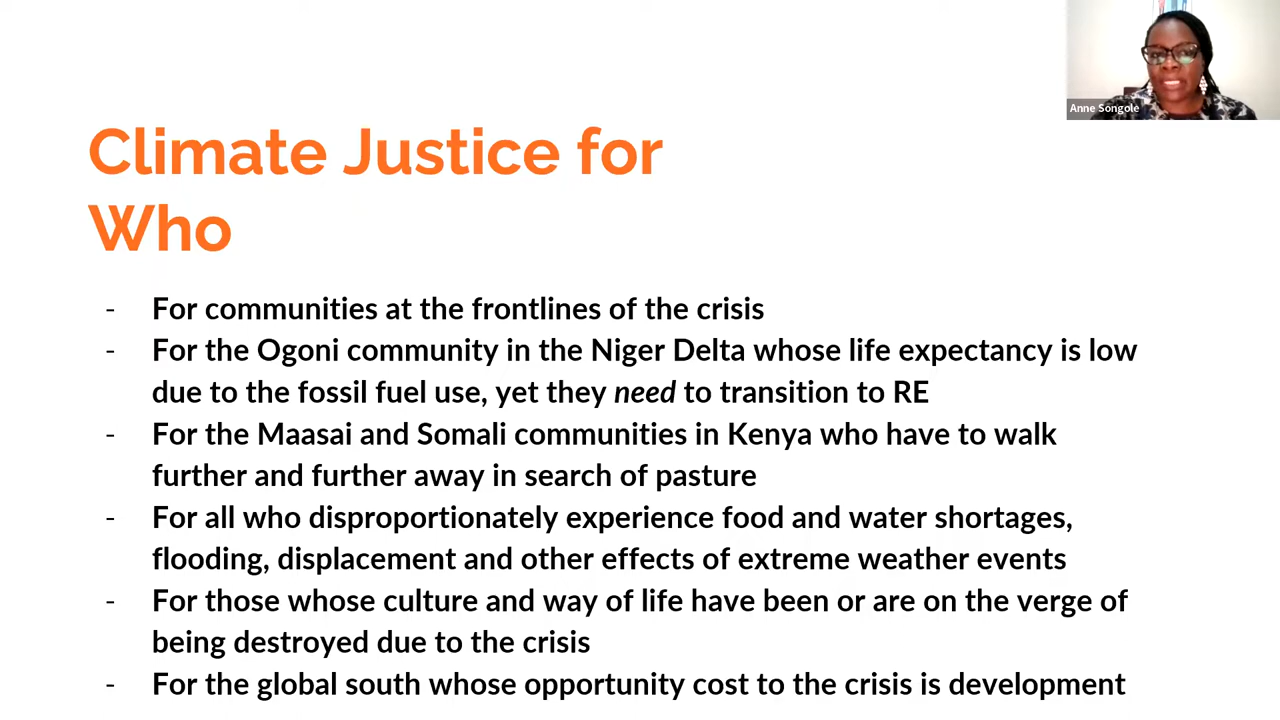 Anne Songole
Climate Justice for
Who
- For communities at the frontlines of the crisis
- For the Ogoni community in the Niger Delta whose life expectancy is low
due to the fossil fuel use, yet they need to transition to RE
- For the Maasai and Somali communities in Kenya who have to walk
further and further away in search of pasture
- For all who disproportionately experience food and water shortages,
flooding, displacement and other effects of extreme weather events
- For those whose culture and way of life have been or are on the verge of
being destroyed due to the crisis
- For the global south whose opportunity cost to the crisis is development